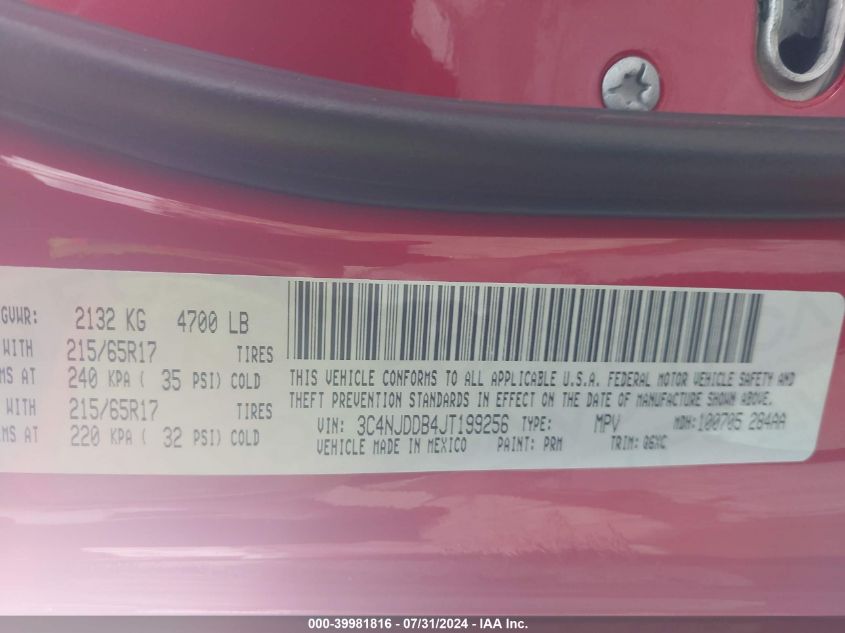 GVWR: 2132 KG 4700 LB
WITH 215/65R17 TIRES
MS AT 240 KPA ( 35 PSI) COLD
WITH 215/65R17 TIRES
MS AT 220 KPA ( 32 PSI) COLD
THIS VEHICLE CONFORMS TO ALL APPLICABLE U.S.A. FEDERAL MOTOR VEHICLE SAFETY AND
THEFT PREVENTION STANDARDS IN EFFECT ON THE DATE OF MANUFACTURE SHOWN ABOVE.
VIN: 3C4NJDDB4JT199256 TYPE: MPV MDH: 100705 284AA
VEHICLE MADE IN MEXICO PAINT: PRM TRIM: Q6XC
000-39981816 - 07/31/2024 - IAA Inc.